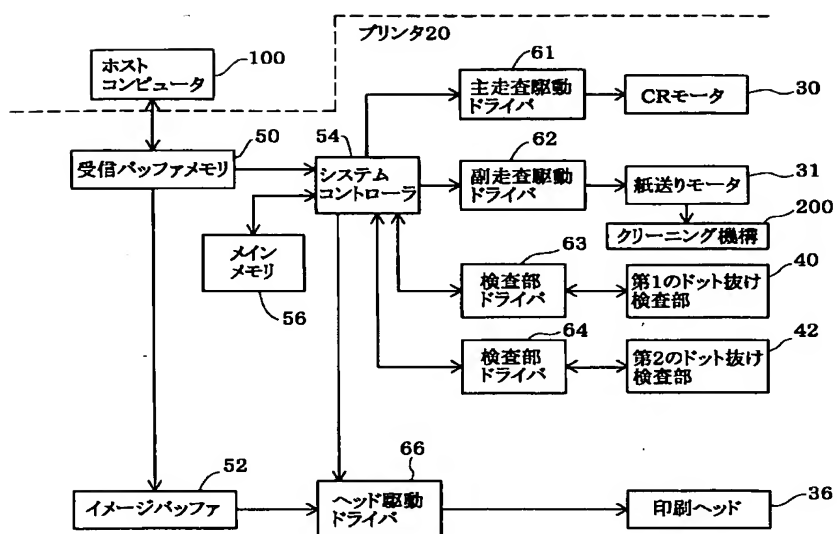 プリンタ20
ホスト
コンピュータ
100
受信バッファメモリ
50
54
システム
コントローラ
メイン
メモリ
56
61
主走査駆動
ドライバ
CRモータ
30
62
副走査駆動
ドライバ
紙送りモータ
31
クリーニング機構
200
63
検査部
ドライバ
第1のドット抜け
検査部
40
64
検査部
ドライバ
第2のドット抜け
検査部
42
イメージバッファ
52
66
ヘッド駆動
ドライバ
印刷ヘッド
36